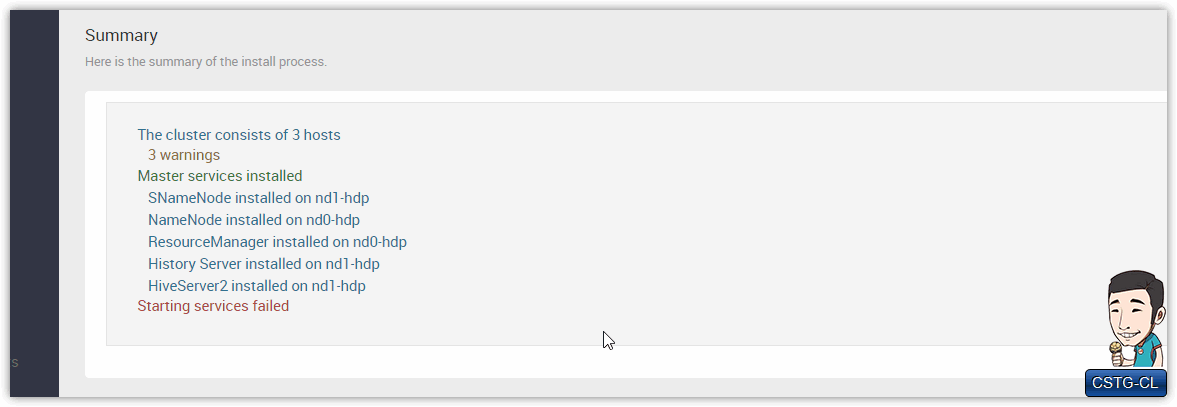 Summary
Here is the summary of the install process.
The cluster consists of 3 hosts
3 warnings
Master services installed
SNameNode installed on nd1-hdp
NameNode installed on nd0-hdp
ResourceManager installed on nd0-hdp
History Server installed on nd1-hdp
HiveServer2 installed on nd1-hdp
Starting services failed
s
CSTG-CL